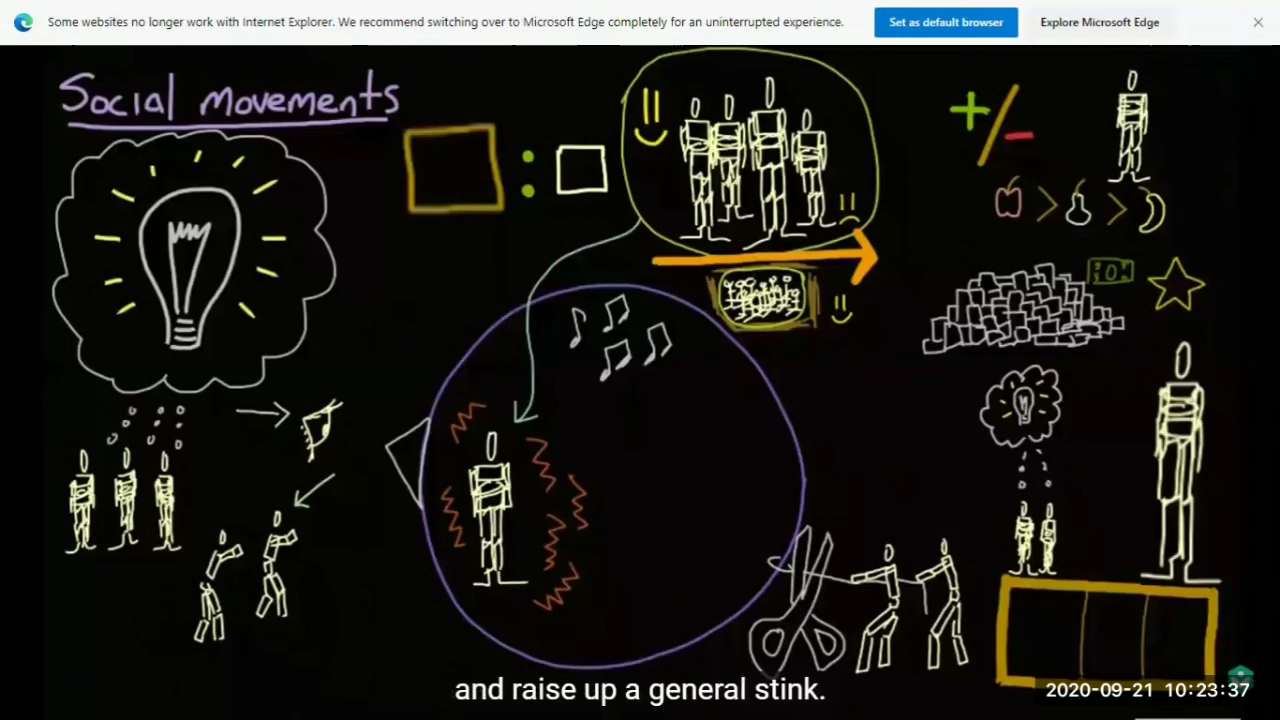 Some websites no longer work with Internet Explorer. We recommend switching over to Microsoft Edge completely for an uninterrupted experience.
Set as default browser
Explore Microsoft Edge
Social Movements
and raise up a general stink.
2020-09-21 10:23:37